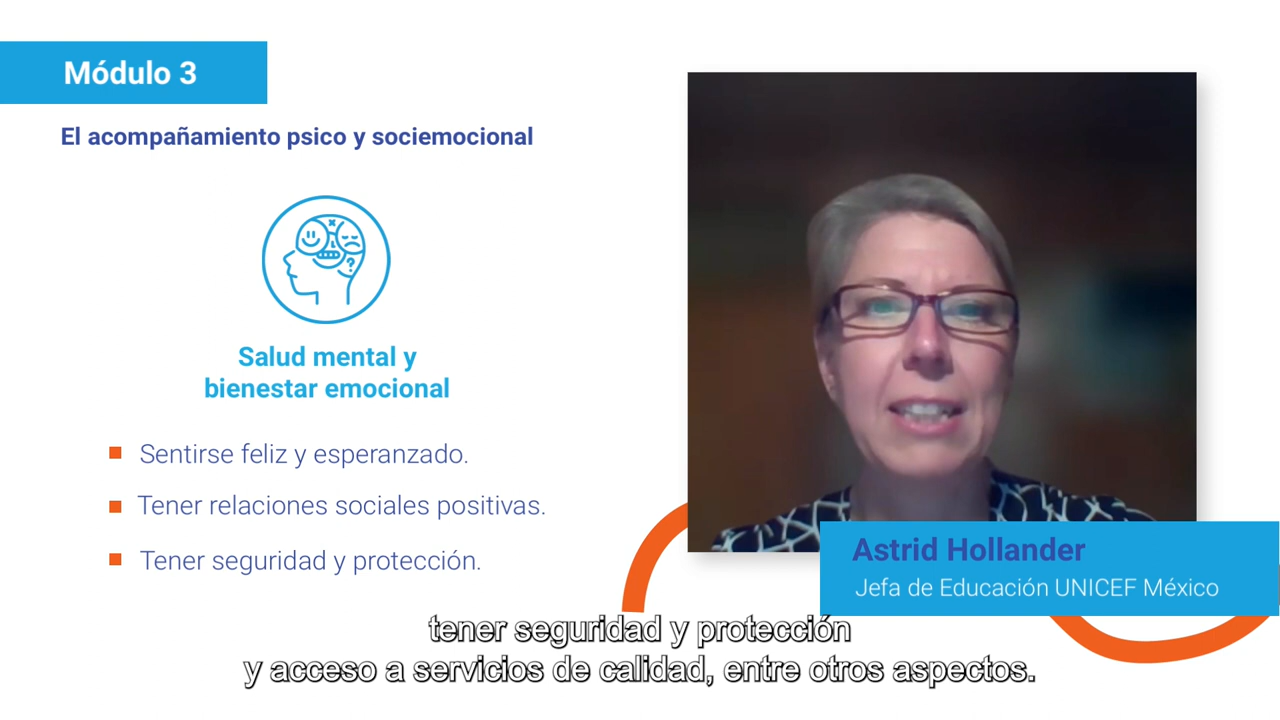 Módulo 3
El acompañamiento psico y sociemocional
Salud mental y
bienestar emocional
Sentirse feliz y esperanzado.
Tener relaciones sociales positivas.
Tener seguridad y protección.
Astrid Hollander
Jefa de Educación UNICEF México
tener seguridad y protección
y acceso a servicios de calidad, entre otros aspectos.